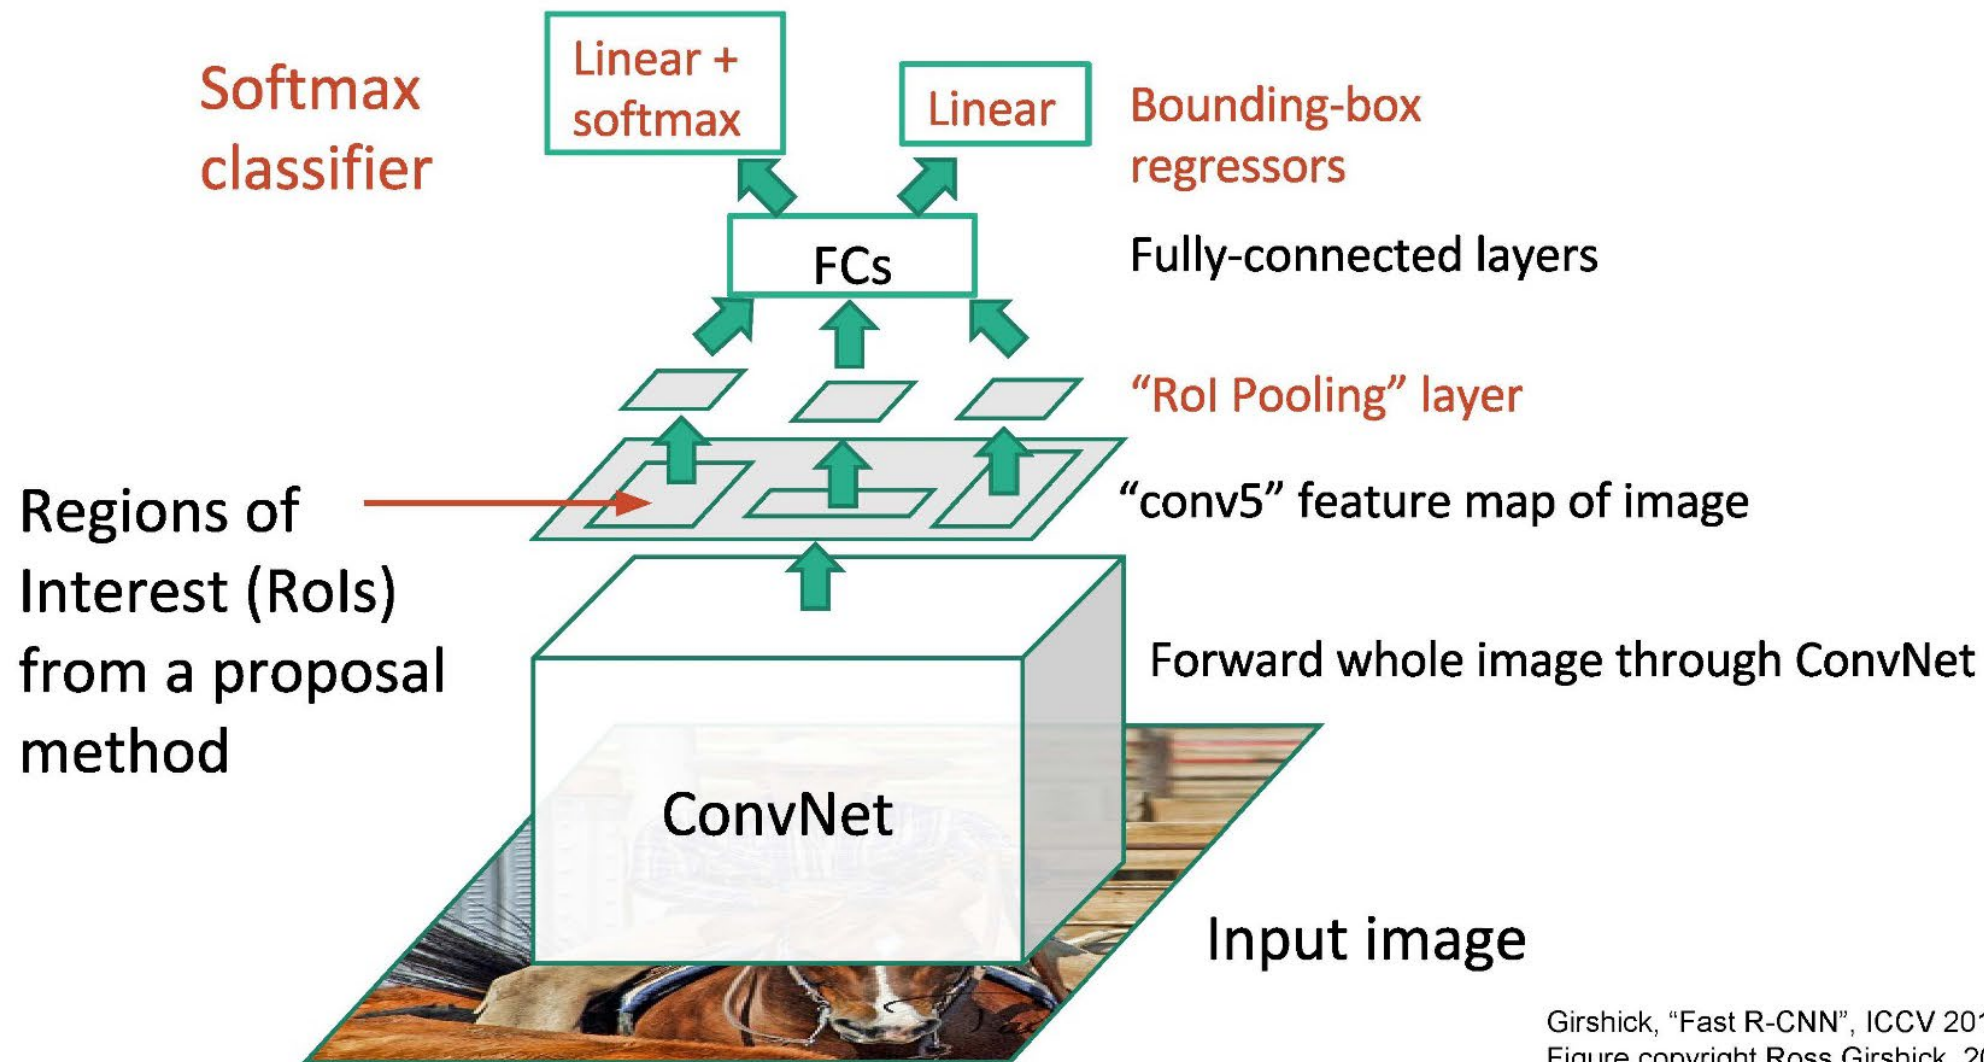 Softmax
classifier
Linear +
softmax
Linear
Bounding-box
regressors
FCs
Fully-connected layers
“RoI Pooling” layer
Regions of
Interest (RoIs)
from a proposal
method
“conv5” feature map of image
Forward whole image through ConvNet
ConvNet
Input image
Girshick, “Fast R-CNN”, ICCV
Figure copyright Ross Girshick,